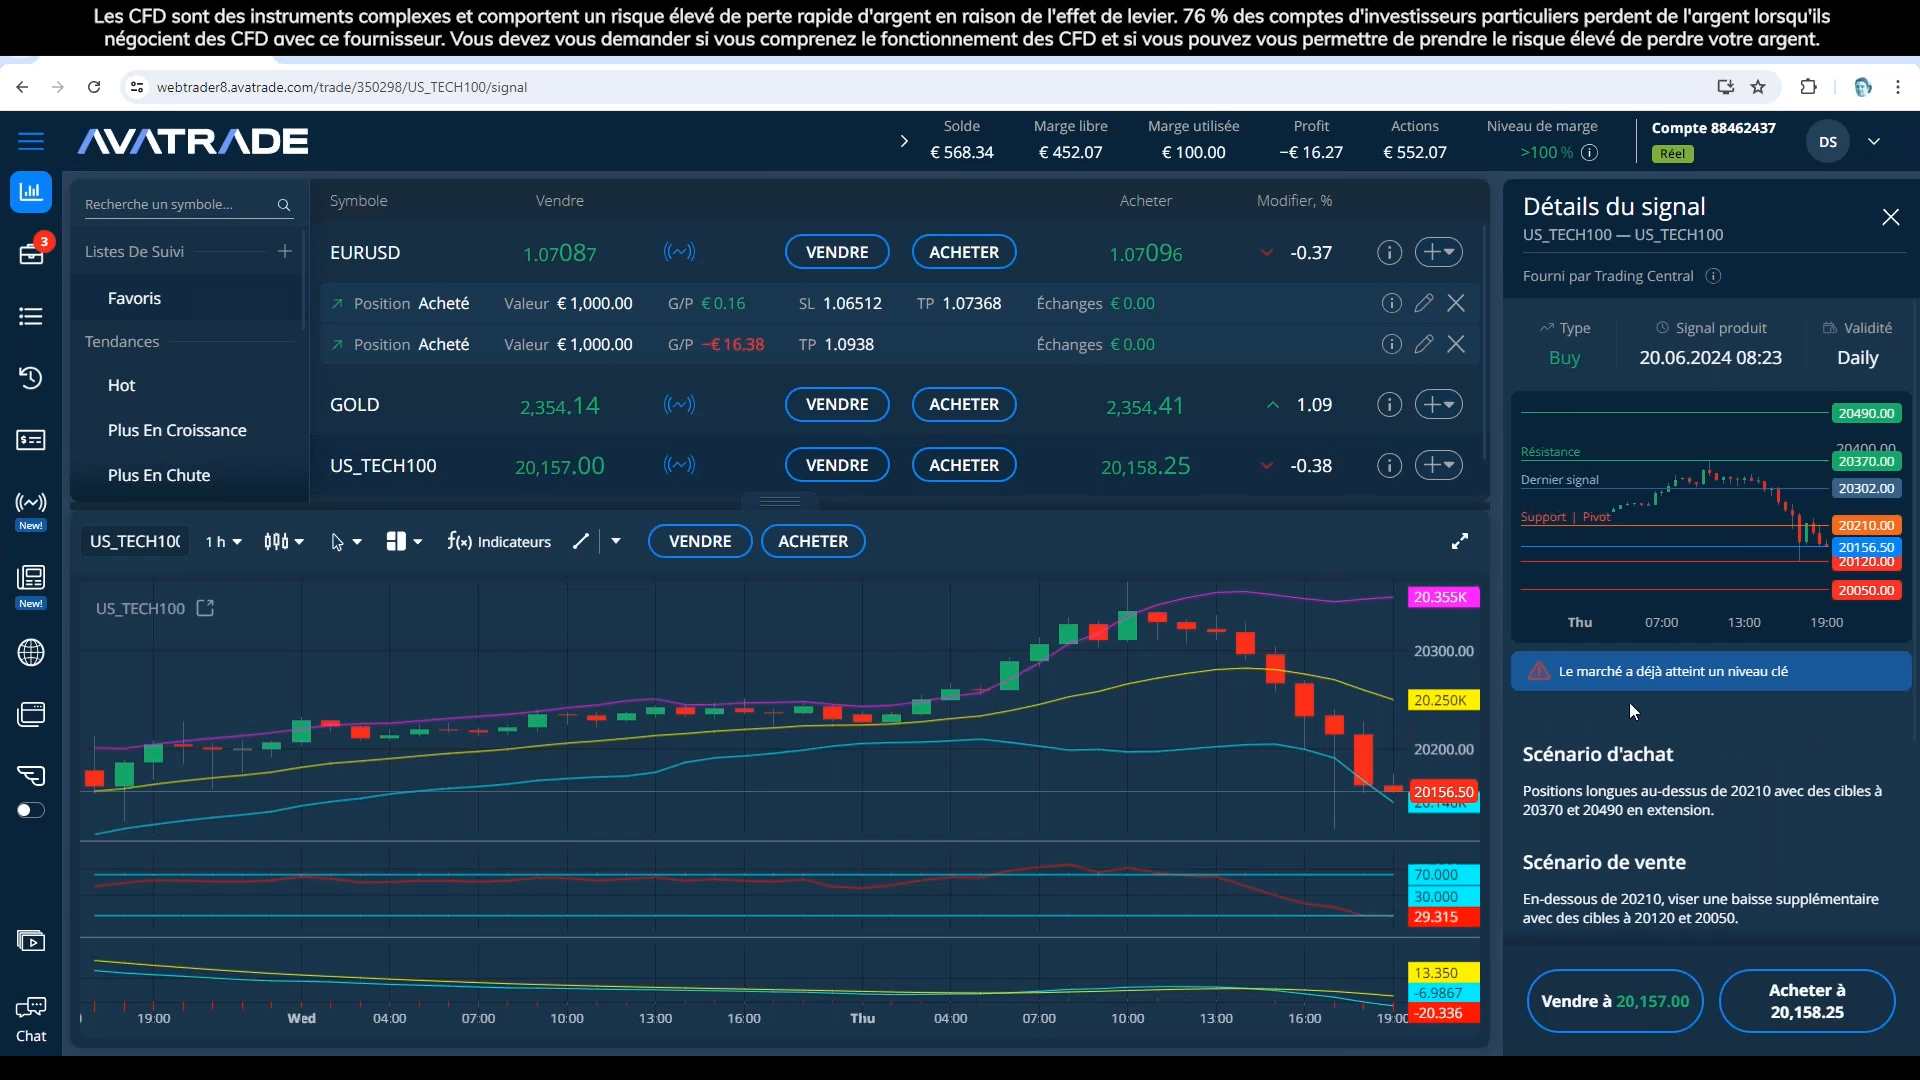 Les CFD sont des instruments complexes et comportent un risque élevé de perte rapide d'argent en raison de l'effet de levier. 76 % des comptes d'investisseurs particuliers perdent de l'argent lorsqu'ils
négocient des CFD avec ce fournisseur. Vous devez vous demander si vous comprenez le fonctionnement des CFD et si vous pouvez vous permettre de prendre le risque élevé de perdre votre argent.
webtrader8.avatrade.com/trade/350298/US_TECH100/signal
AVATRADE
Solde Marge libre Marge utilisée Profit Actions Niveau de marge
€ 568.34 € 452.07 € 100.00 −€ 16.27 € 552.07 >100 %
Compte 88462437
Réel
DS
3
New!
New!
Chat
Recherche un symbole...
Listes De Suivi
Favoris
Tendances
Hot
Plus En Croissance
Plus En Chute
Symbole Vendre Acheter Modifier, %
EURUSD 1.07087 VENDRE ACHETER 1.07096 -0.37
Position Acheté Valeur € 1,000.00 G/P € 0.16 SL 1.06512 TP 1.07368 Échanges € 0.00
Position Acheté Valeur € 1,000.00 G/P −€ 16.38 TP 1.0938 Échanges € 0.00
GOLD 2,354.14 VENDRE ACHETER 2,354.41 1.09
US_TECH100 20,157.00 VENDRE ACHETER 20,158.25 -0.38
US_TECH10( 1 h f(x) Indicateurs VENDRE ACHETER
US_TECH100
20.355K
20300.00
20.250K
20200.00
20156.50
70.000
30.000
29.315
13.350
-6.9867
-20.336
19:00 Wed 04:00 07:00 10:00 13:00 16:00 Thu 04:00 07:00 10:00 13:00 16:00 19:00
Détails du signal
US_TECH100 — US_TECH100
Fourni par Trading Central
Type Signal produit Validité
Buy 20.06.2024 08:23 Daily
20490.00
20400.00
Résistance 20370.00
Dernier signal 20302.00
Support | Pivot 20210.00
20156.50
20120.00
20050.00
Thu 07:00 13:00 19:00
Le marché a déjà atteint un niveau clé
Scénario d'achat
Positions longues au-dessus de 20210 avec des cibles à
20370 et 20490 en extension.
Scénario de vente
En-dessous de 20210, viser une baisse supplémentaire
avec des cibles à 20120 et 20050.
Vendre à 20,157.00
Acheter à
20,158.25